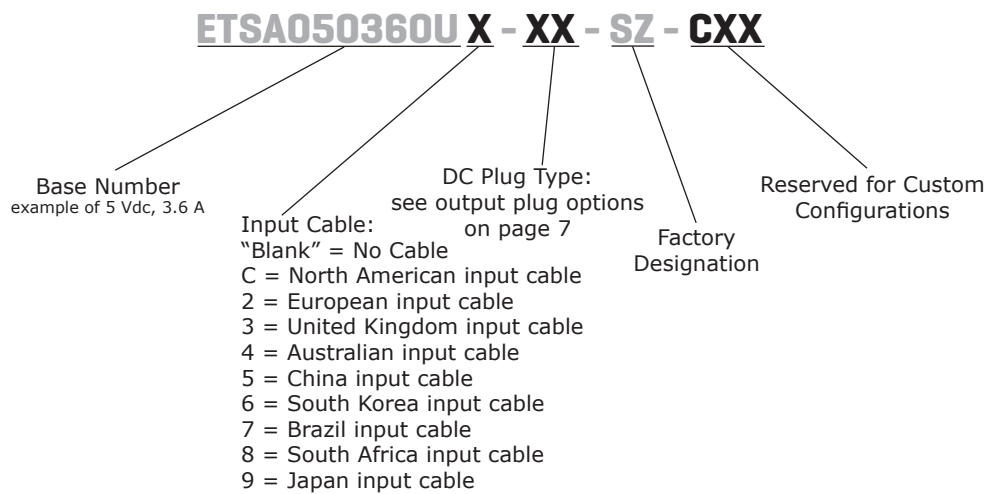 ETSA050360U X - XX - SZ - CXX
Base Number
example of 5 Vdc, 3.6 A
Input Cable:
“Blank” = No Cable
C = North American input cable
2 = European input cable
3 = United Kingdom input cable
4 = Australian input cable
5 = China input cable
6 = South Korea input cable
7 = Brazil input cable
8 = South Africa input cable
9 = Japan input cable
DC Plug Type:
see output plug options
on page 7
Factory
Designation
Reserved for Custom
Configurations